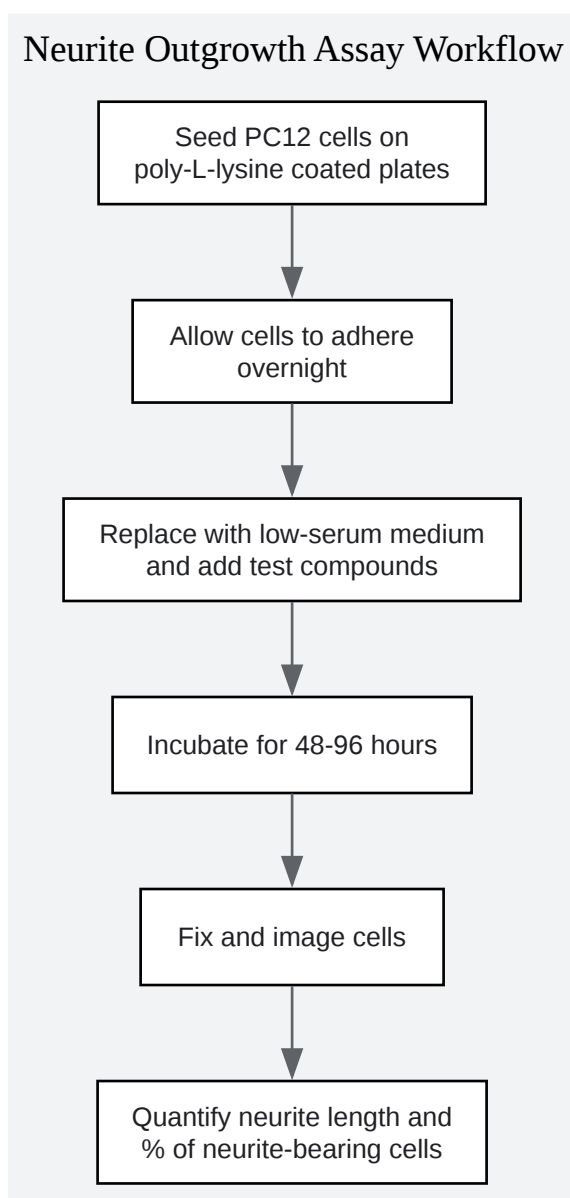 Neurite Outgrowth Assay Workflow
Seed PC12 cells on
poly-L-lysine coated plates
Allow cells to adhere
overnight
Replace with low-serum medium
and add test compounds
Incubate for 48-96 hours
Fix and image cells
Quantify neurite length and
% of neurite-bearing cells